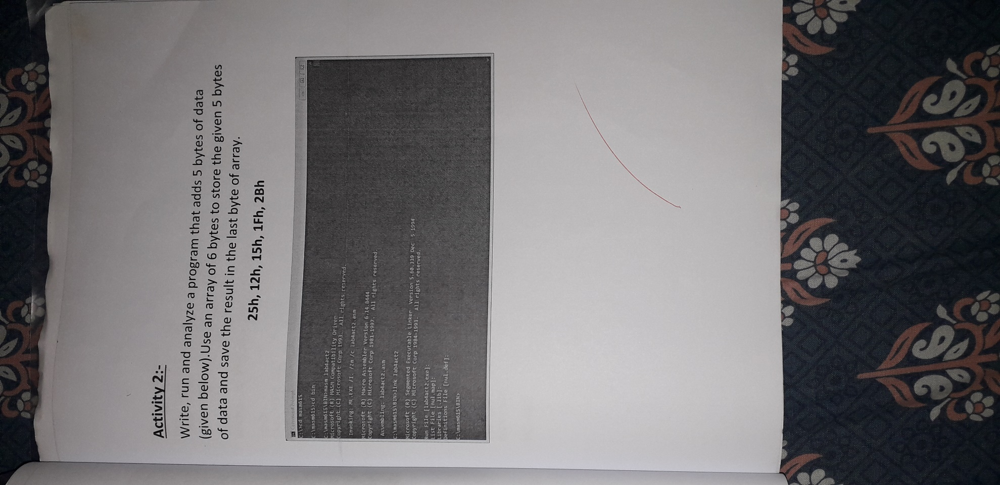 Activity 2:-
Write, run and analyze a program that adds 5 bytes of data
(given below).Use an array of 6 bytes to store the given 5 bytes
of data and save the result in the last byte of array.
25h, 12h, 15h, 1Fh, 2Bh
Command Prompt
C:\>cd masm615
C:\masm615>cd bin
C:\masm615\BIN>masm lab4act2
Microsoft (R) MASM Compatibility Driver
Copyright (C) Microsoft Corp 1993. All rights reserved.
Invoking: ML.EXE /I. /Zm /c lab4act2.asm
Microsoft (R) Macro Assembler Version 6.14.8444
Copyright (C) Microsoft Corp 1981-1997. All rights reserved.
Assembling: lab4act2.asm
C:\masm615\BIN>link lab4act2
Microsoft (R) Segmented Executable Linker Version 5.60.339 Dec 5 1994
Copyright (C) Microsoft Corp 1984-1993. All rights reserved.
Run File [lab4act2.exe]:
List File [nul.map]:
Libraries [.lib]:
Definitions File [nul.def]:
C:\masm615\BIN>